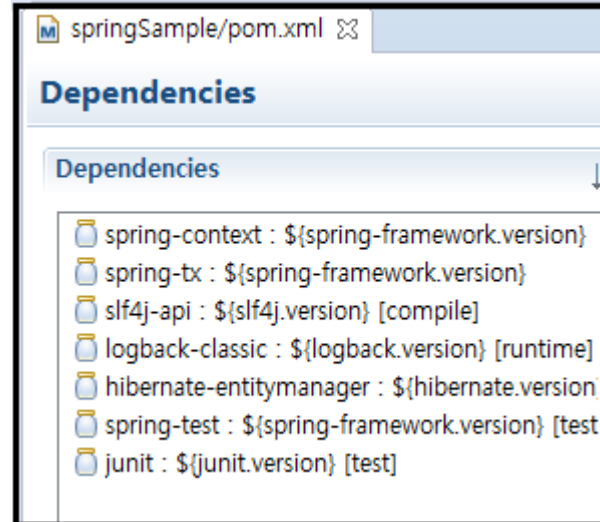 springSample/pom.xml
Dependencies
Dependencies
spring-context : ${spring-framework.version}
spring-tx : ${spring-framework.version}
slf4j-api : ${slf4j.version} [compile]
logback-classic : ${logback.version} [runtime]
hibernate-entitymanager : ${hibernate.version
spring-test : ${spring-framework.version} [test
junit : ${junit.version} [test]